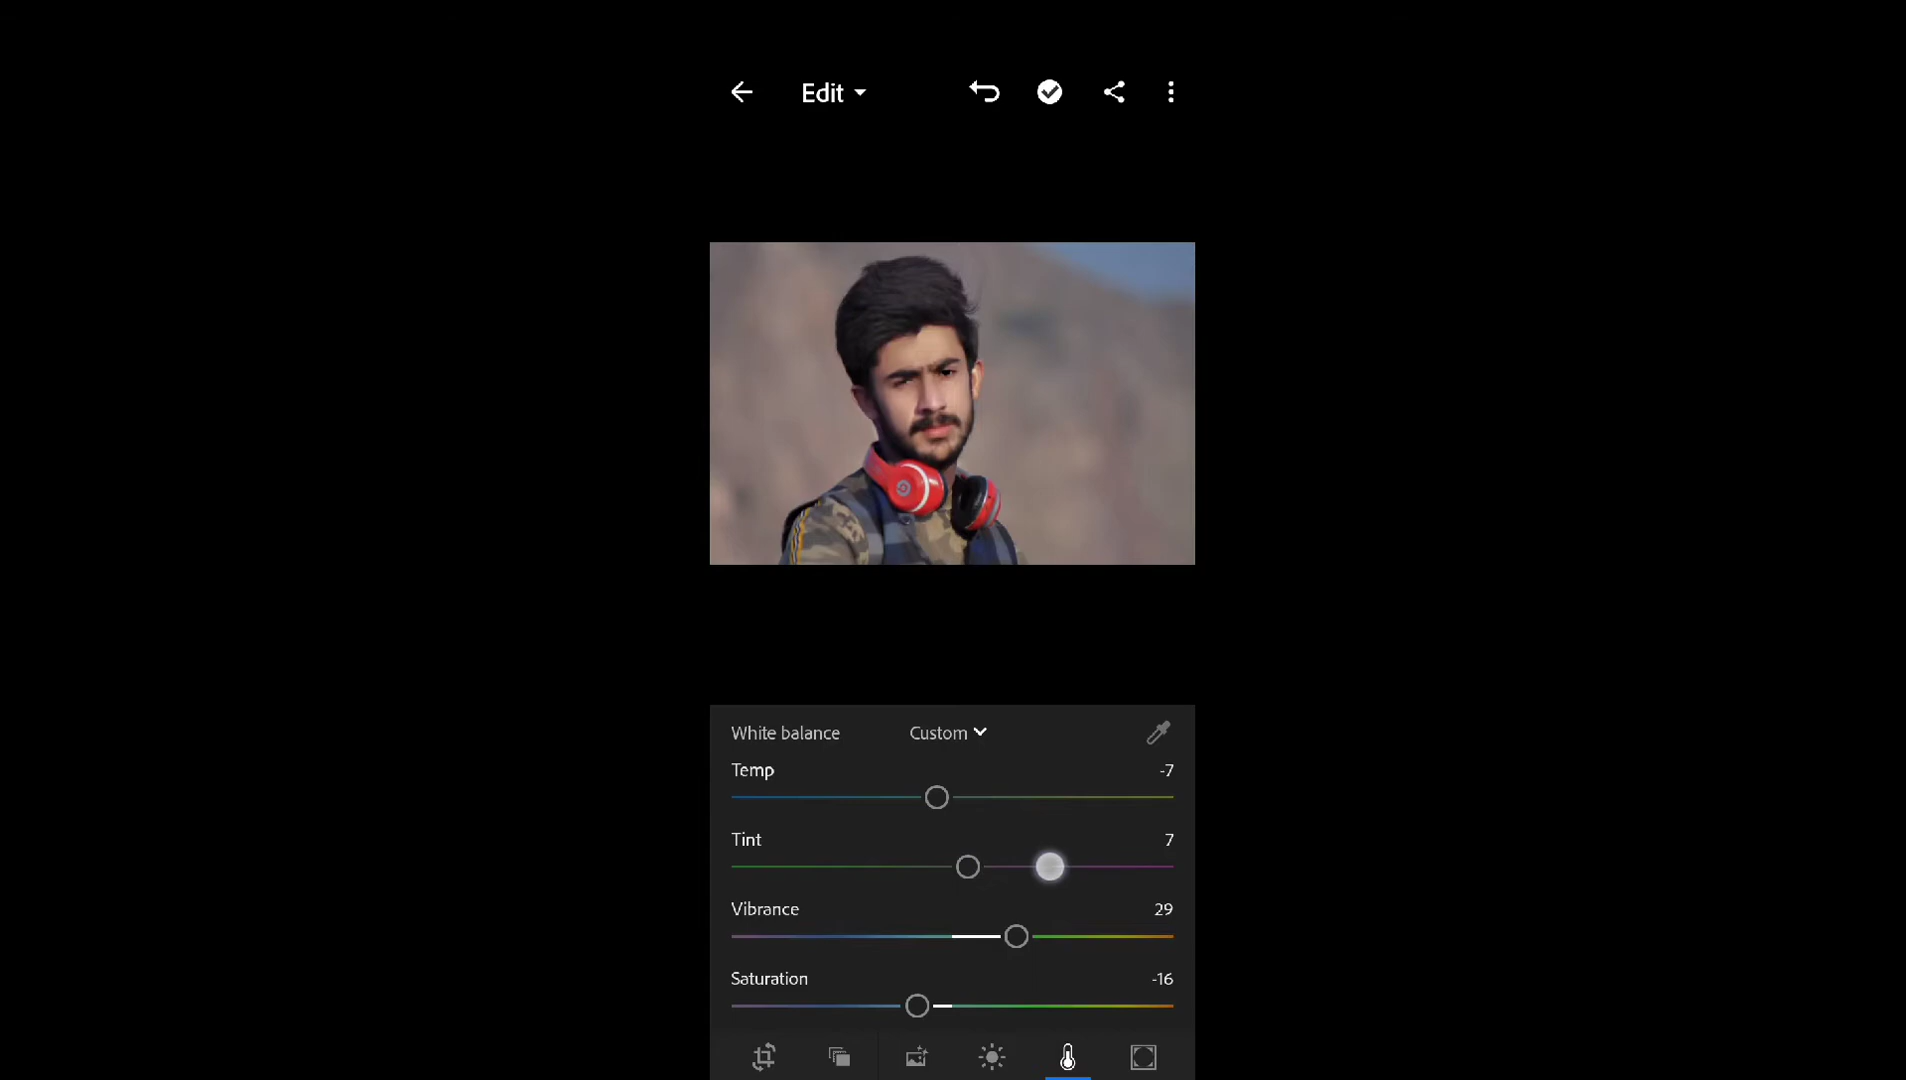 Edit
White balance Custom
Temp -7
Tint 7
Vibrance 29
Saturation -16